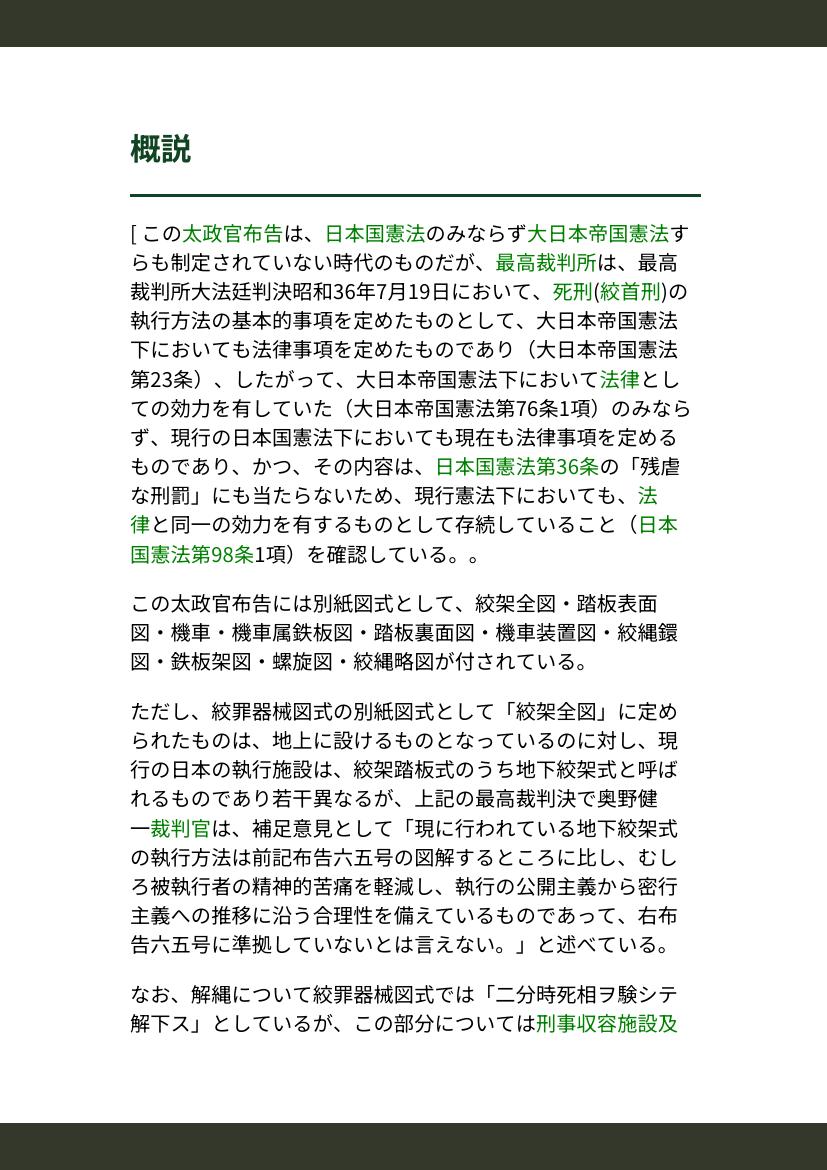 概説
[ この太政官布告は、日本国憲法のみならず大日本帝国憲法す
らも制定されていない時代のものだが、最高裁判所は、最高
裁判所大法廷判決昭和36年7月19日において、死刑(絞首刑)の
執行方法の基本的事項を定めたものとして、大日本帝国憲法
下においても法律事項を定めたものであり（大日本帝国憲法
第23条）、したがって、大日本帝国憲法下において法律とし
ての効力を有していた（大日本帝国憲法第76条1項）のみなら
ず、現行の日本国憲法下においても現在も法律事項を定める
ものであり、かつ、その内容は、日本国憲法第36条の「残虐
な刑罰」にも当たらないため、現行憲法下においても、法
律と同一の効力を有するものとして存続していること（日本
国憲法第98条1項）を確認している。。
この太政官布告には別紙図式として、絞架全図・踏板表面
図・機車・機車属鉄板図・踏板裏面図・機車装置図・絞縄鐶
図・鉄板架図・螺旋図・絞縄略図が付されている。
ただし、絞罪器械図式の別紙図式として「絞架全図」に定め
られたものは、地上に設けるものとなっているのに対し、現
行の日本の執行施設は、絞架踏板式のうち地下絞架式と呼ば
れるものであり若干異なるが、上記の最高裁判決で奥野健
一裁判官は、補足意見として「現に行われている地下絞架式
の執行方法は前記布告六五号の図解するところに比し、むし
ろ被執行者の精神的苦痛を軽減し、執行の公開主義から密行
主義への推移に沿う合理性を備えているものであって、右布
告六五号に準拠していないとは言えない。」と述べている。
なお、解縄について絞罪器械図式では「二分時死相ヲ験シテ
解下ス」としているが、この部分については刑事収容施設及